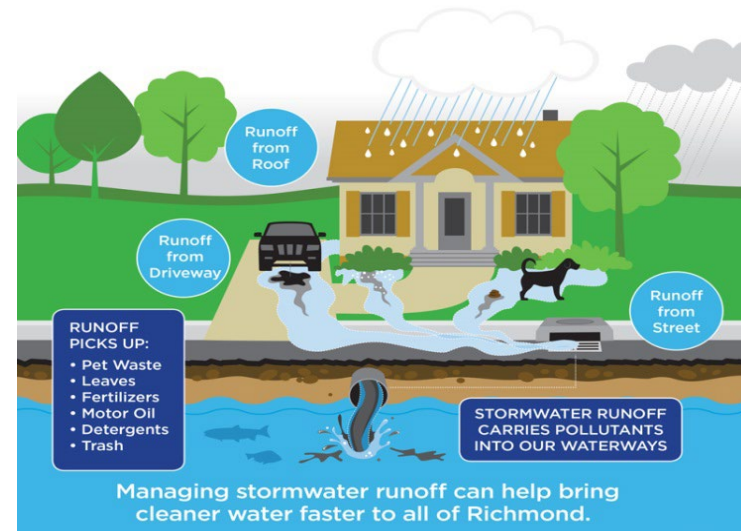 Runoff
from
Roof
Runoff
from
Driveway
Runoff
from
Street
RUNOFF
PICKS UP:
• Pet Waste
• Leaves
• Fertilizers
• Motor Oil
• Detergents
• Trash
STORMWATER RUNOFF
CARRIES POLLUTANTS
INTO OUR WATERWAYS
Managing stormwater runoff can help bring
cleaner water faster to all of Richmond.